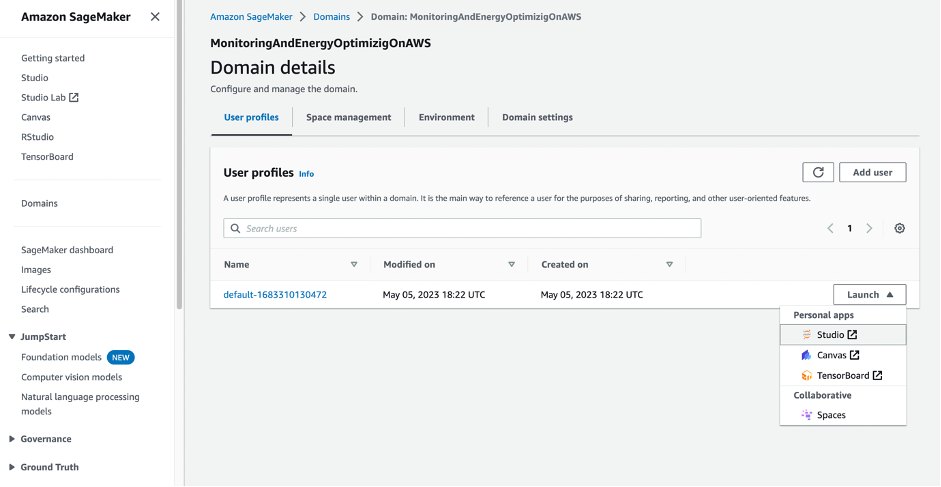 Amazon SageMaker
Getting started
Studio
Studio Lab
Canvas
RStudio
TensorBoard
Domains
SageMaker dashboard
Images
Lifecycle configurations
Search
JumpStart
Foundation models NEW
Computer vision models
Natural language processing
models
Governance
Ground Truth
Amazon SageMaker > Domains > Domain: MonitoringAndEnergyOptimizigOnAWS
MonitoringAndEnergyOptimizigOnAWS
Domain details
Configure and manage the domain.
User profiles Space management Environment Domain settings
User profiles Info
Add user
A user profile represents a single user within a domain. It is the main way to reference a user for the purposes of sharing, reporting, and other user-oriented features.
Search users
1
Name Modified on Created on
default-1683310130472 May 05, 2023 18:22 UTC May 05, 2023 18:22 UTC Launch
Personal apps
Studio
Canvas
TensorBoard
Collaborative
Spaces